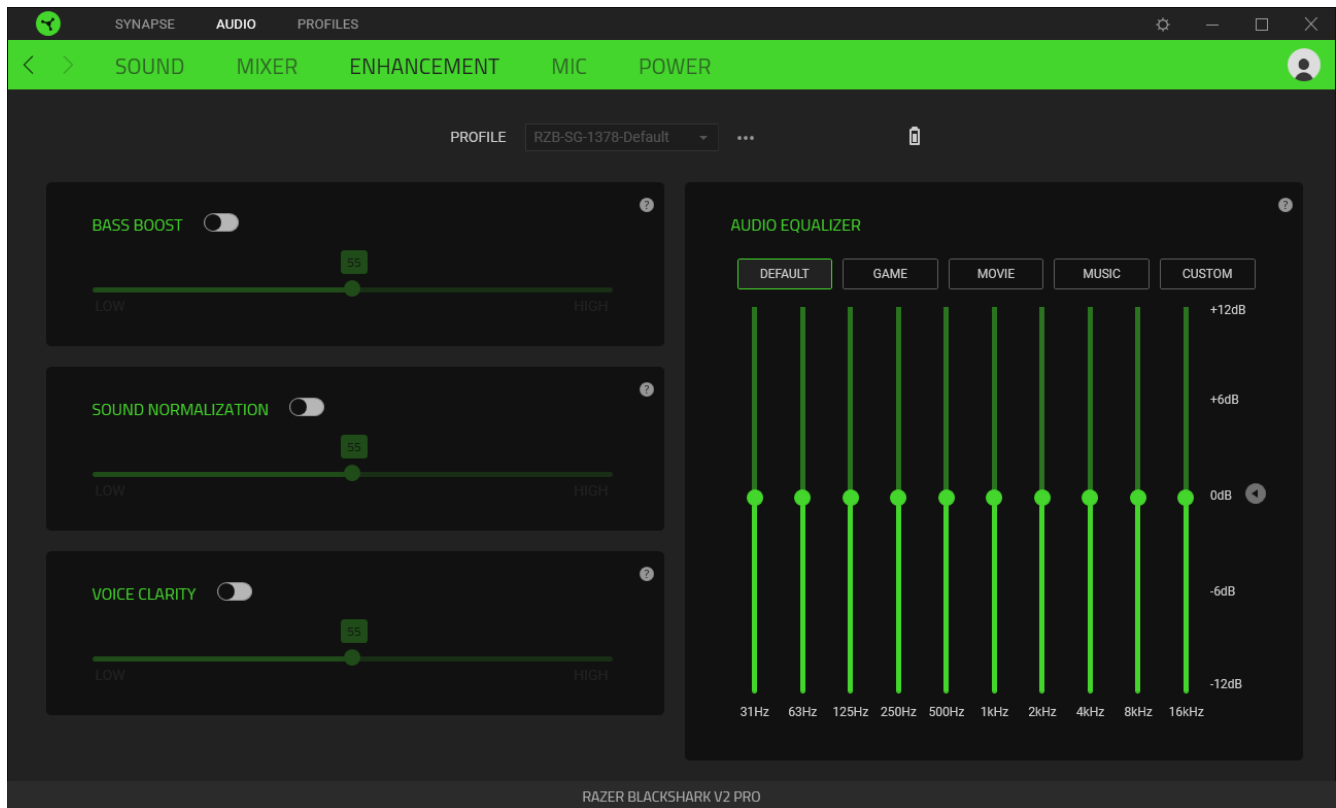 SYNAPSE AUDIO PROFILES
SOUND MIXER ENHANCEMENT MIC POWER
PROFILE RZB-SG-1378-Default
BASS BOOST
55
LOW HIGH
SOUND NORMALIZATION
55
LOW HIGH
VOICE CLARITY
55
LOW HIGH
AUDIO EQUALIZER
DEFAULT GAME MOVIE MUSIC CUSTOM
+12dB
+6dB
0dB
-6dB
-12dB
31Hz 63Hz 125Hz 250Hz 500Hz 1kHz 2kHz 4kHz 8kHz 16kHz
RAZER BLACKSHARK V2 PRO